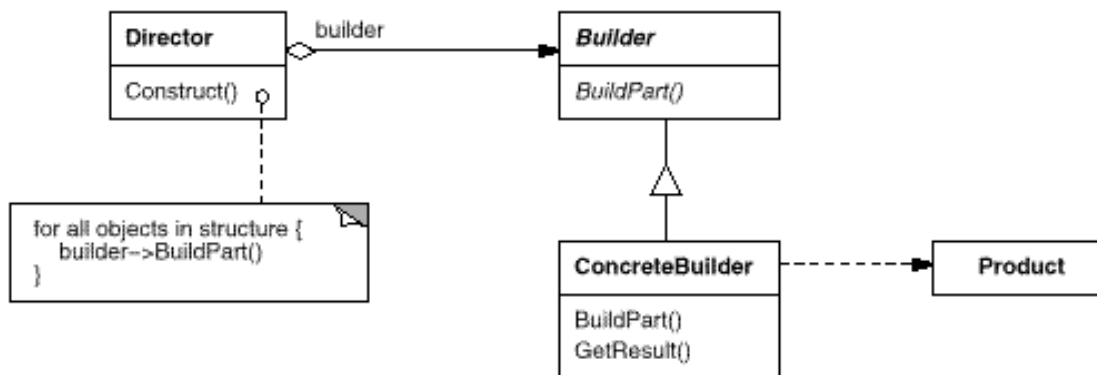 Director
builder
Builder
Construct()
BuildPart()
for all objects in structure {
builder–>BuildPart()
}
ConcreteBuilder
Product
BuildPart()
GetResult()